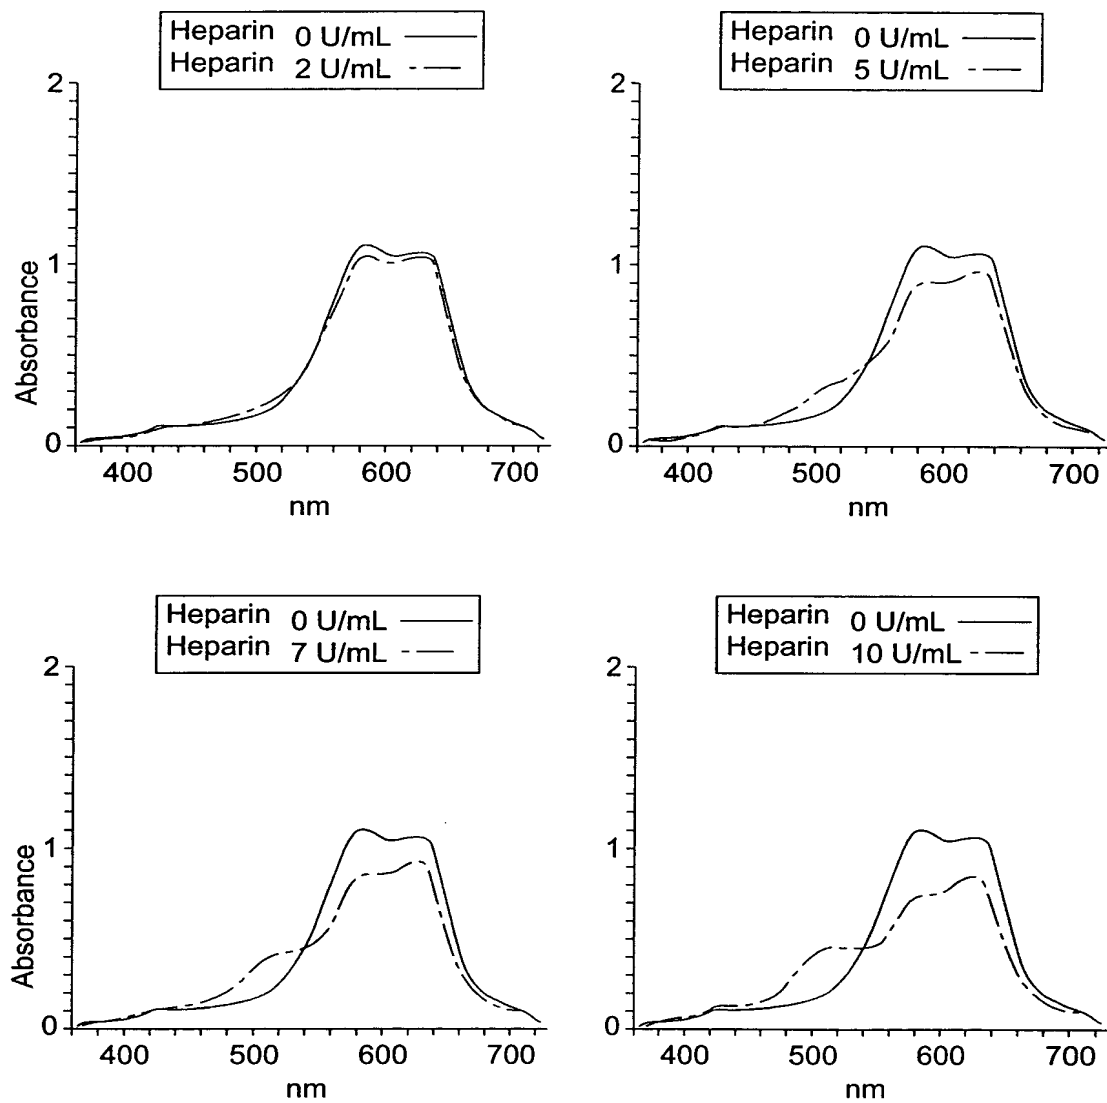 Heparin 0 U/mL
Heparin 2 U/mL
2
1
0
Absorbance
400 500 600 700
nm
Heparin 0 U/mL
Heparin 5 U/mL
2
1
0
400 500 600 700
nm
Heparin 0 U/mL
Heparin 7 U/mL
2
1
0
Absorbance
400 500 600 700
nm
Heparin 0 U/mL
Heparin 10 U/mL
2
1
0
400 500 600 700
nm